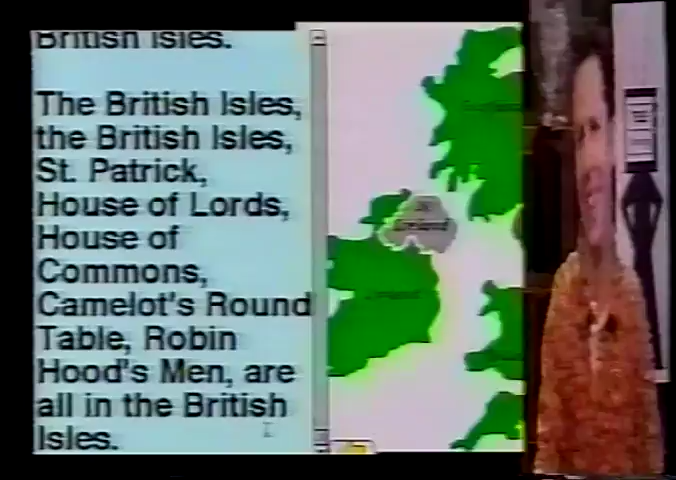 British Isles.
The British Isles,
the British Isles,
St. Patrick,
House of Lords,
House of
Commons,
Camelot's Round
Table, Robin
Hood's Men, are
all in the British
Isles.
Ireland